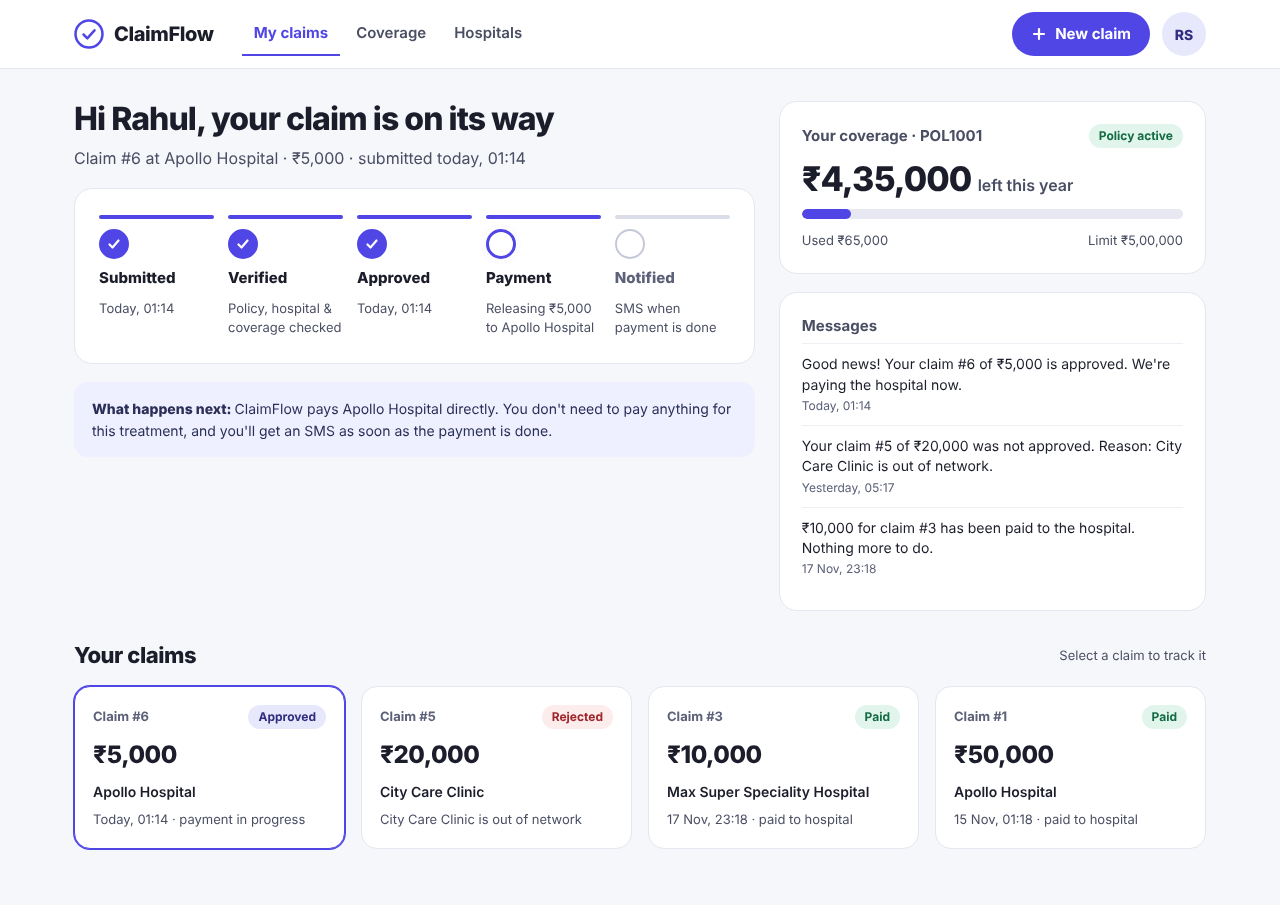 ClaimFlow
My claims
Coverage
Hospitals
New claim
RS
Hi Rahul, your claim is on its way
Claim #6 at Apollo Hospital · ₹5,000 · submitted today, 01:14
Submitted
Today, 01:14
Verified
Policy, hospital &
coverage checked
Approved
Today, 01:14
Payment
Releasing ₹5,000
to Apollo Hospital
Notified
SMS when
payment is done
What happens next: ClaimFlow pays Apollo Hospital directly. You don't need to pay anything for
this treatment, and you'll get an SMS as soon as the payment is done.
Your coverage · POL1001
Policy active
₹4,35,000 left this year
Used ₹65,000
Limit ₹5,00,000
Messages
Good news! Your claim #6 of ₹5,000 is approved. We're
paying the hospital now.
Today, 01:14
Your claim #5 of ₹20,000 was not approved. Reason: City
Care Clinic is out of network.
Yesterday, 05:17
₹10,000 for claim #3 has been paid to the hospital.
Nothing more to do.
17 Nov, 23:18
Your claims
Select a claim to track it
Claim #6
Approved
₹5,000
Apollo Hospital
Today, 01:14 · payment in progress
Claim #5
Rejected
₹20,000
City Care Clinic
City Care Clinic is out of network
Claim #3
Paid
₹10,000
Max Super Speciality Hospital
17 Nov, 23:18 · paid to hospital
Claim #1
Paid
₹50,000
Apollo Hospital
15 Nov, 01:18 · paid to hospital